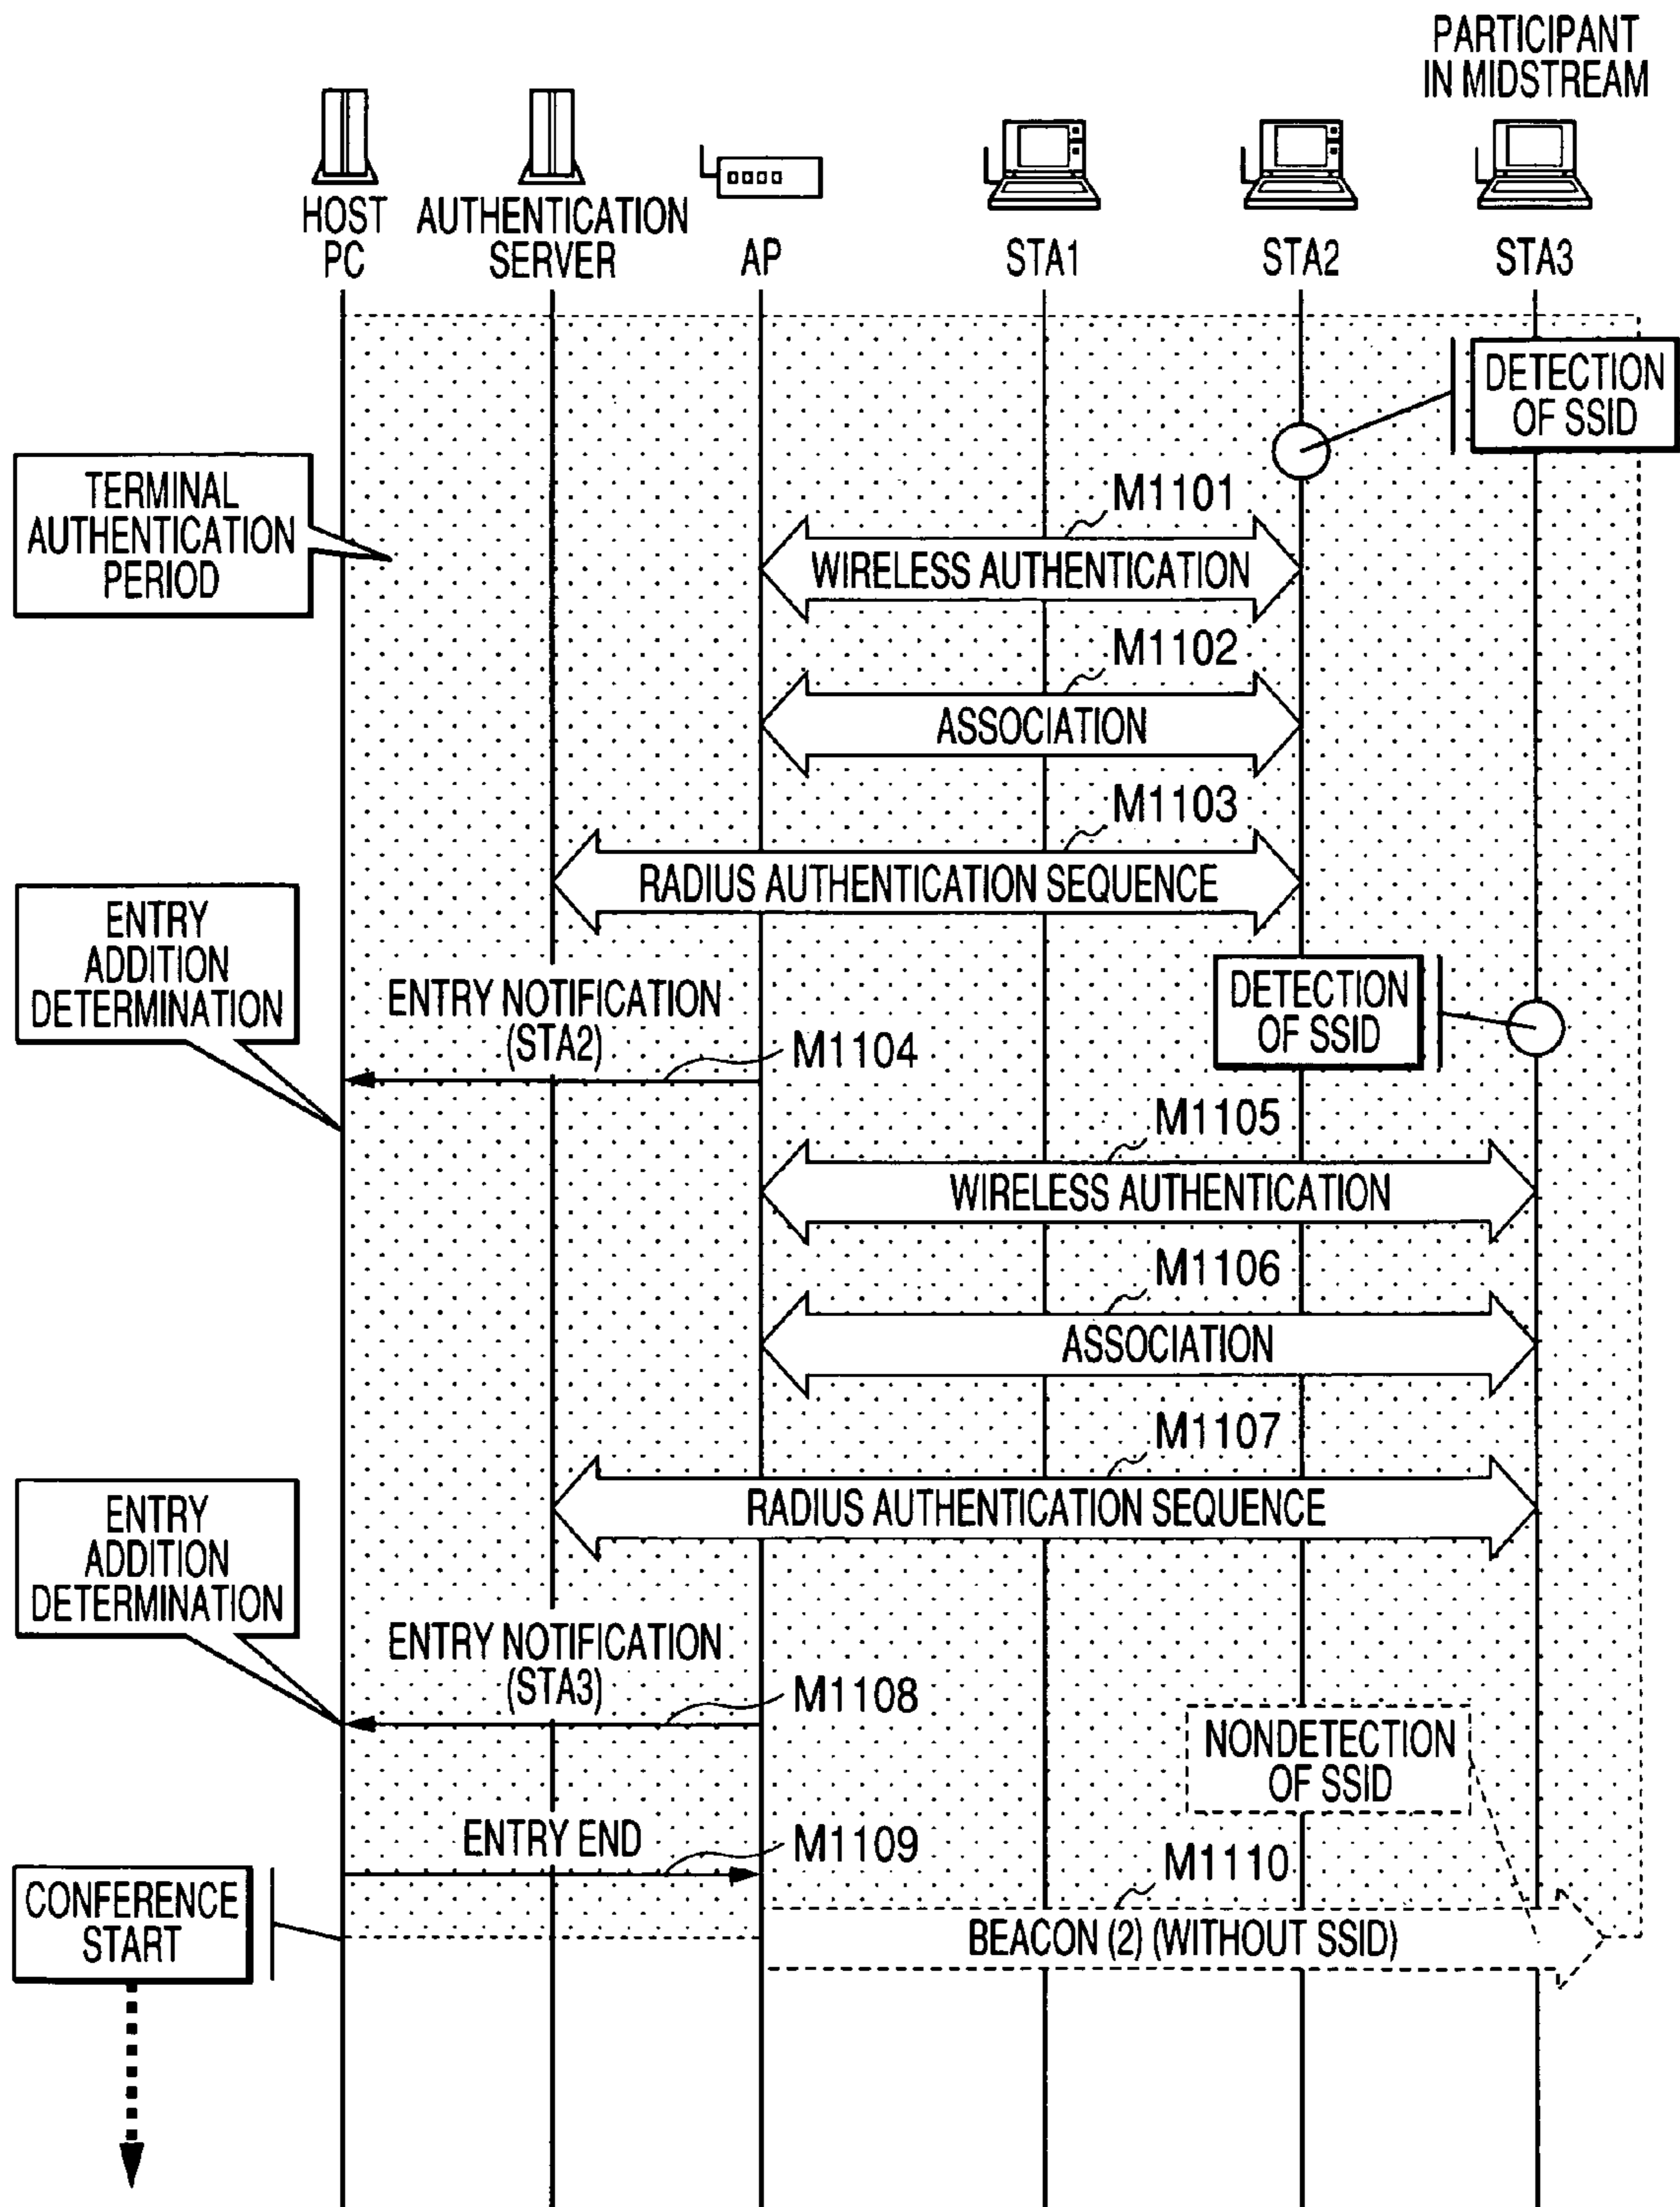 PARTICIPANT
IN MIDSTREAM
HOST
PC
AUTHENTICATION
SERVER
AP
STA1
STA2
STA3
DETECTION
OF SSID
TERMINAL
AUTHENTICATION
PERIOD
M1101
WIRELESS AUTHENTICATION
M1102
ASSOCIATION
M1103
RADIUS AUTHENTICATION SEQUENCE
ENTRY
ADDITION
DETERMINATION
ENTRY NOTIFICATION
(STA2)
M1104
DETECTION
OF SSID
M1105
WIRELESS AUTHENTICATION
M1106
ASSOCIATION
M1107
RADIUS AUTHENTICATION SEQUENCE
ENTRY
ADDITION
DETERMINATION
ENTRY NOTIFICATION
(STA3)
M1108
NONDETECTION
OF SSID
ENTRY END
M1109
M1110
CONFERENCE
START
BEACON (2) (WITHOUT SSID)